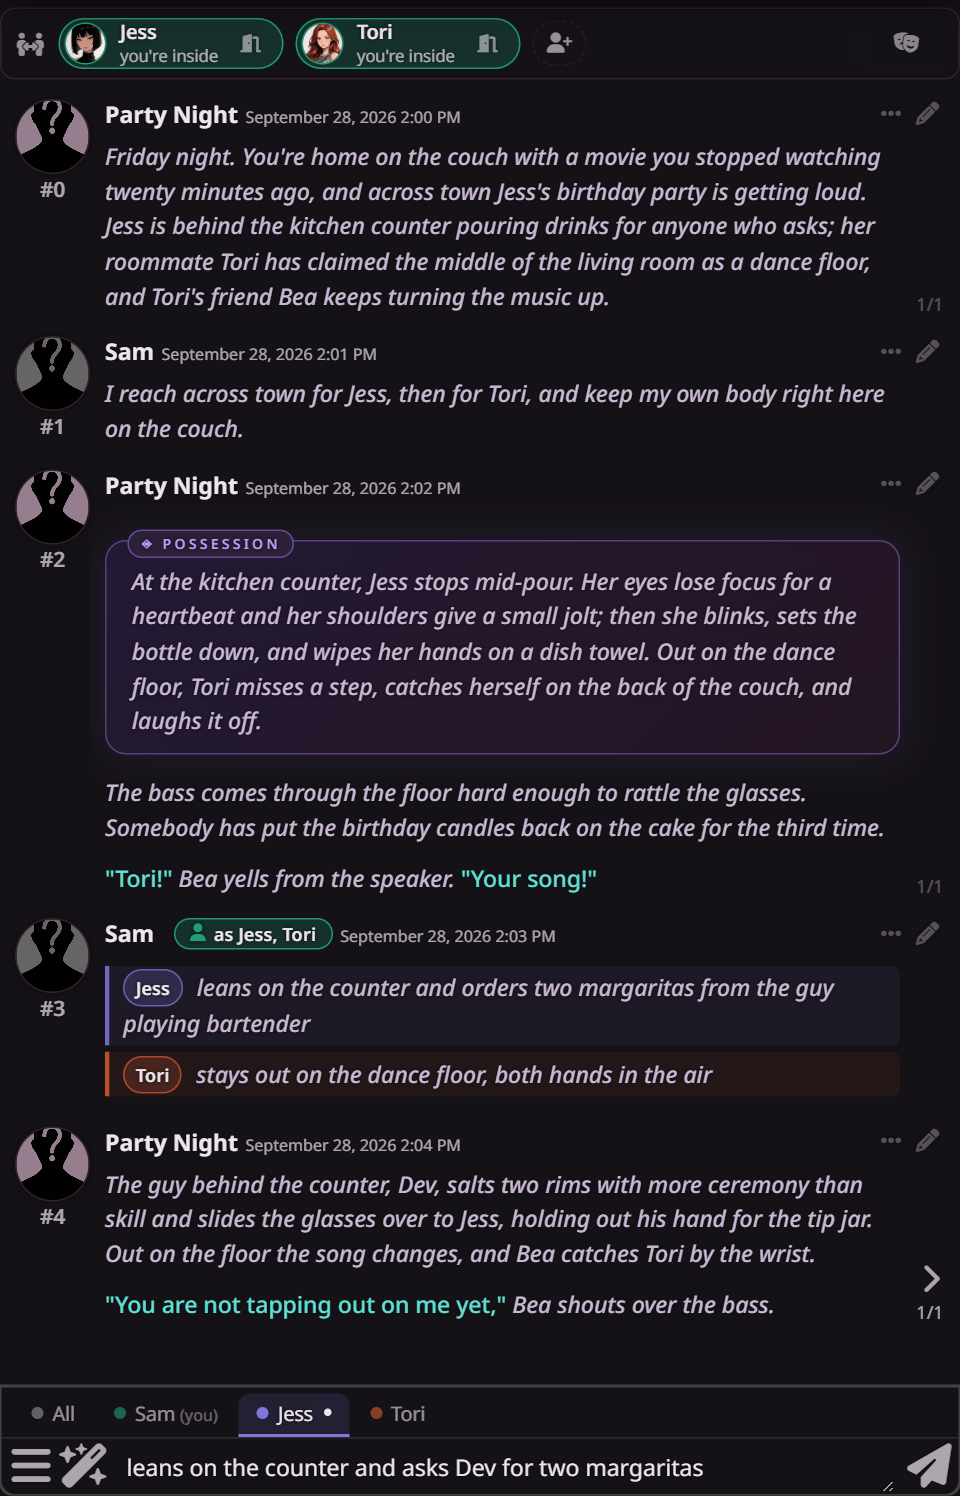 Jess
you're inside
Tori
you're inside
Party Night September 28, 2026 2:00 PM
#0
Friday night. You're home on the couch with a movie you stopped watching
twenty minutes ago, and across town Jess's birthday party is getting loud.
Jess is behind the kitchen counter pouring drinks for anyone who asks; her
roommate Tori has claimed the middle of the living room as a dance floor,
and Tori's friend Bea keeps turning the music up.
1/1
Sam September 28, 2026 2:01 PM
#1
I reach across town for Jess, then for Tori, and keep my own body right here
on the couch.
Party Night September 28, 2026 2:02 PM
#2
POSSESSION
At the kitchen counter, Jess stops mid-pour. Her eyes lose focus for a
heartbeat and her shoulders give a small jolt; then she blinks, sets the
bottle down, and wipes her hands on a dish towel. Out on the dance
floor, Tori misses a step, catches herself on the back of the couch, and
laughs it off.
The bass comes through the floor hard enough to rattle the glasses.
Somebody has put the birthday candles back on the cake for the third time.
"Tori!" Bea yells from the speaker. "Your song!"
1/1
Sam as Jess, Tori September 28, 2026 2:03 PM
#3
Jess leans on the counter and orders two margaritas from the guy
playing bartender
Tori stays out on the dance floor, both hands in the air
Party Night September 28, 2026 2:04 PM
#4
The guy behind the counter, Dev, salts two rims with more ceremony than
skill and slides the glasses over to Jess, holding out his hand for the tip jar.
Out on the floor the song changes, and Bea catches Tori by the wrist.
"You are not tapping out on me yet," Bea shouts over the bass.
1/1
All Sam (you) Jess Tori
leans on the counter and asks Dev for two margaritas